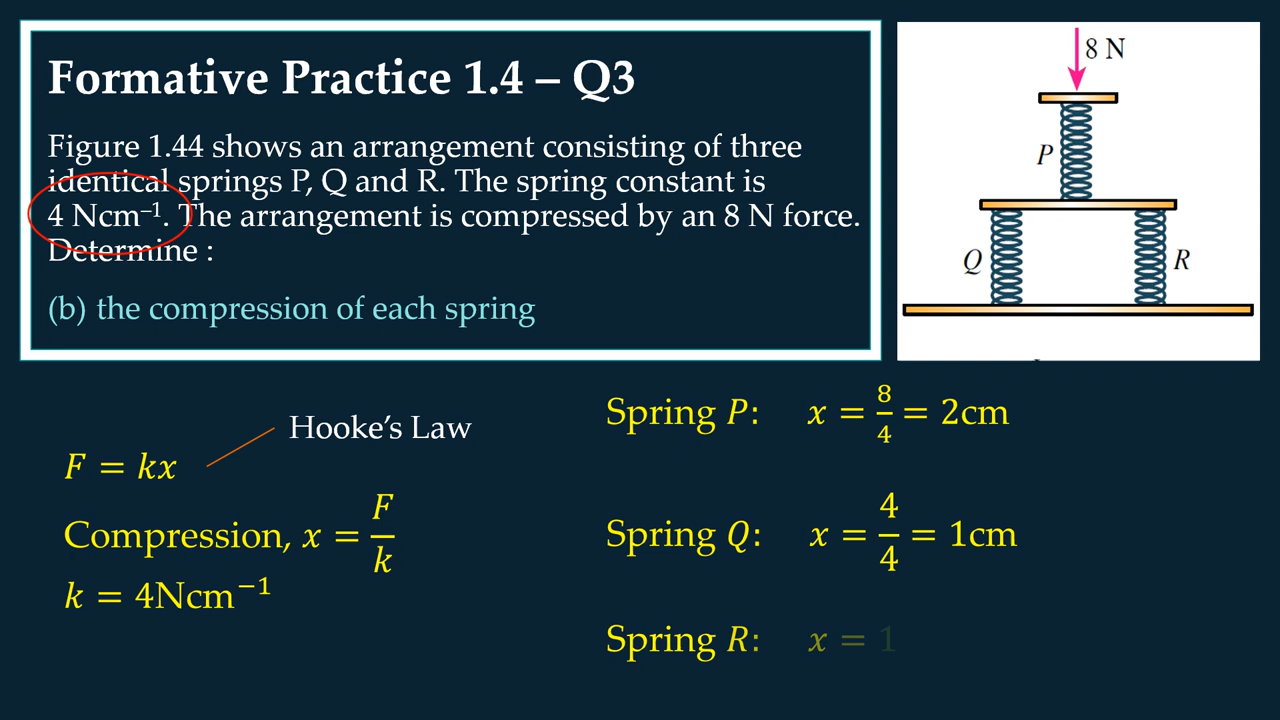 Formative Practice 1.4 – Q3
Figure 1.44 shows an arrangement consisting of three
identical springs P, Q and R. The spring constant is
4 Ncm⁻¹. The arrangement is compressed by an 8 N force.
Determine :
(b) the compression of each spring
8 N
P
Q
R
Hooke's Law
F = kx
Compression, x = F/k
k = 4Ncm⁻¹
Spring P: x = 8/4 = 2cm
Spring Q: x = 4/4 = 1cm
Spring R: x = 1